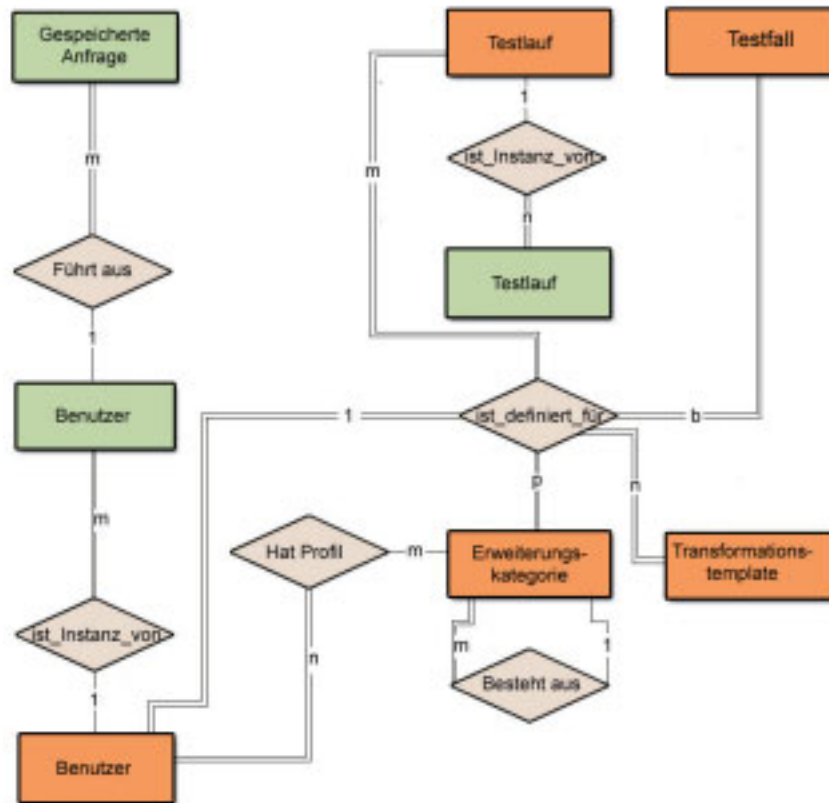 Gespeicherte
Anfrage
Testlauf
Testfall
1
m
m
ist_Instanz_von
n
Führt aus
Testlauf
1
Benutzer
1
ist_definiert_für
b
p
n
m
Hat Profil
m
Erweiterungs-
kategorie
Transformations-
template
ist_Instanz_von
n
m
1
Besteht aus
1
Benutzer